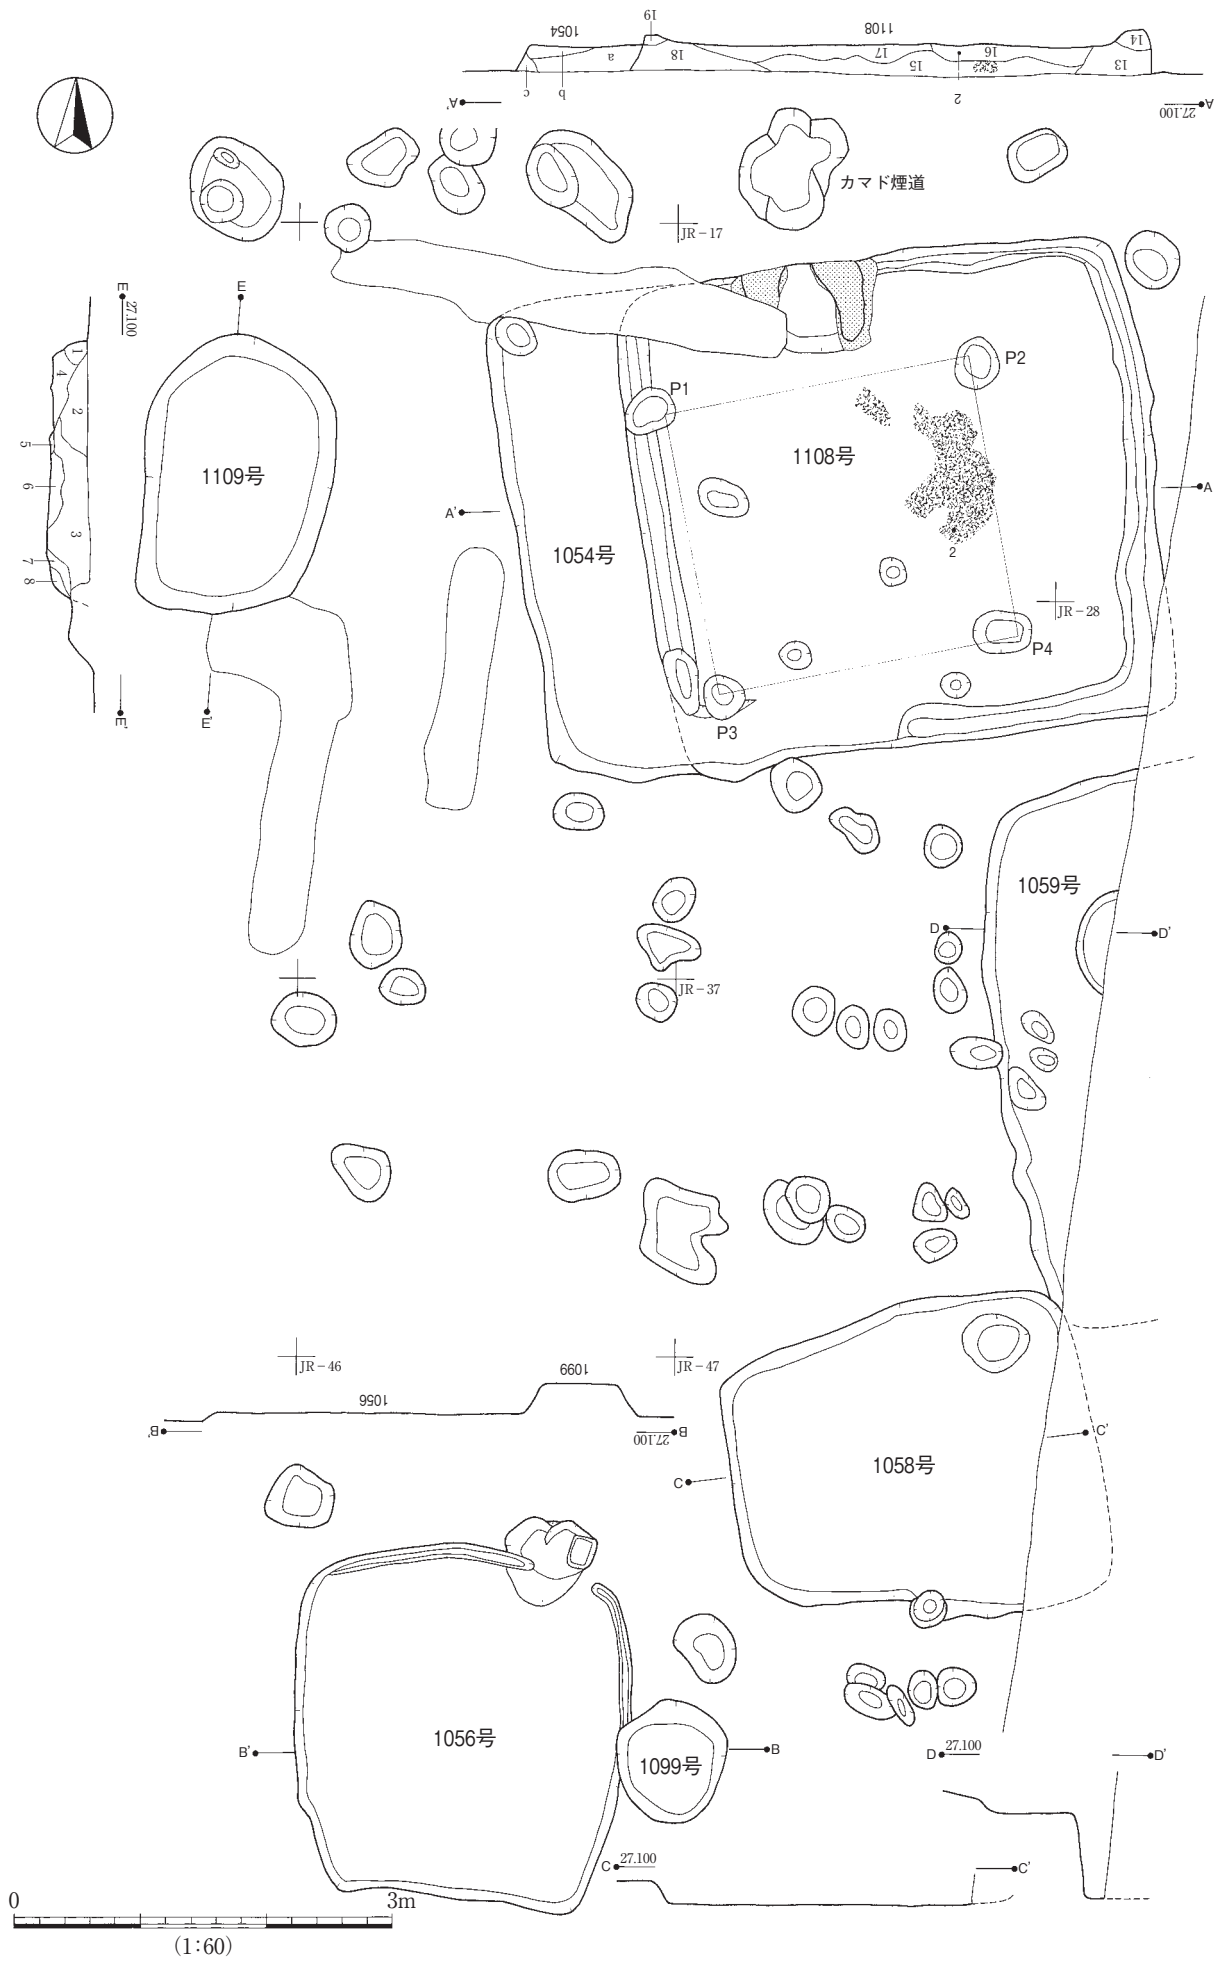 19
1054
1108
a
18
17
16
15
14
13
c
b
2
A'
A
27.100
カマド煙道
JR−17
E
27.100
E
1
4
2
5
6
3
7
8
1109号
E'
E'
P1
P2
1108号
A'
A
1054号
2
JR−28
P4
P3
1059号
D
D'
JR−37
JR−46
JR−47
1099
1056
B'
B
27.100
C'
1058号
C
1056号
B'
1099号
B
D
27.100
D'
C
27.100
C'
0
3m
(1:60)